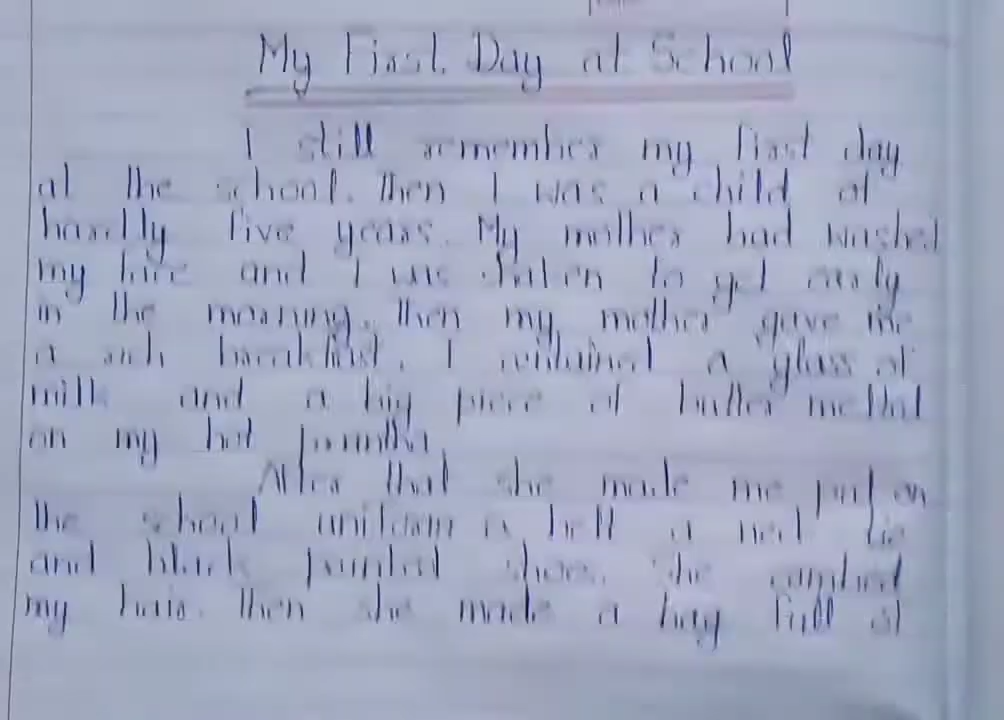 My First Day at School
I still remember my first day
at the school. Then I was a child of
hardly five years. My mother had washed
my face and I was to get early
in the morning. Then my mother gave me
a rich breakfast. I a glass of
milk and a big piece of butter melted
on my hot prantha.
After that she made me put on
the school uniform a belt a neck tie
and black pointed shoes. She combed
my hair. Then she made a bag full of